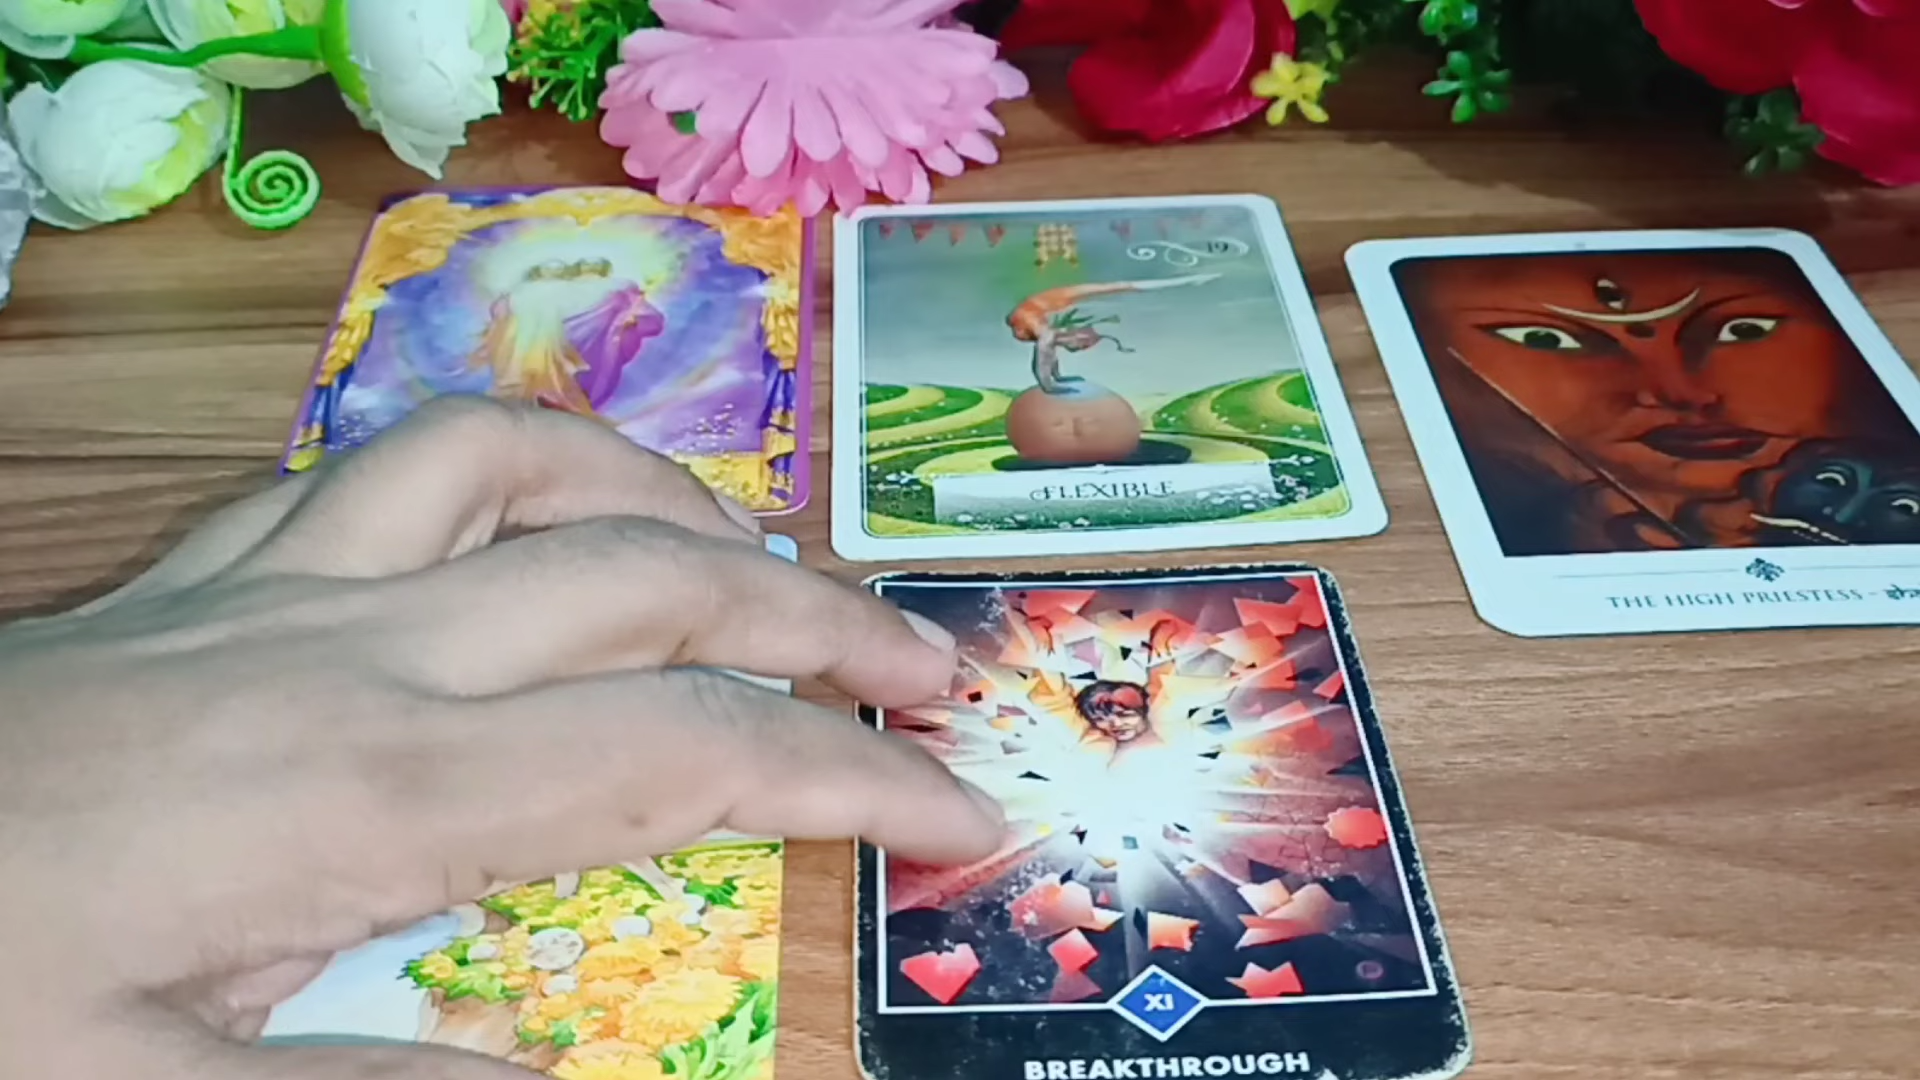 19
FLEXIBLE
THE HIGH PRIESTESS -
XI
BREAKTHROUGH